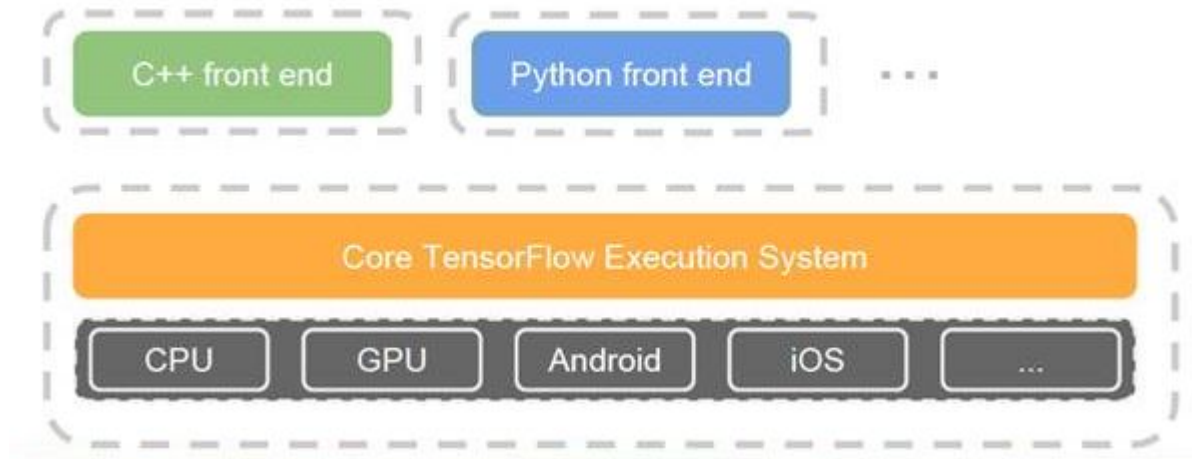 C++ front end Python front end ...
Core TensorFlow Execution System
CPU GPU Android iOS ...